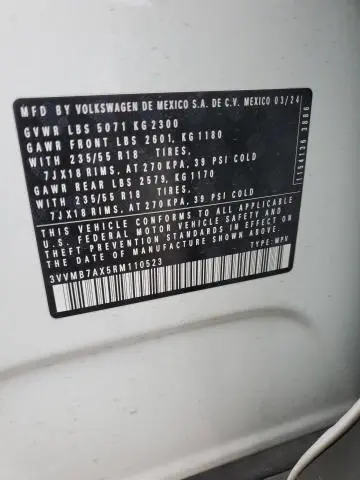 MFD BY VOLKSWAGEN DE MEXICO S.A. DE C.V. MEXICO 03/24
GVWR LBS 5071 KG 2300
GAWR FRONT LBS 2601, KG 1180
WITH 235/55 R18 TIRES,
7JX18 RIMS, AT 270 KPA, 39 PSI COLD
GAWR REAR LBS 2579, KG 1170
WITH 235/55 R18 TIRES,
7JX18 RIMS, AT 270 KPA, 39 PSI COLD
THIS VEHICLE CONFORMS TO ALL APPLICABLE
U.S. FEDERAL MOTOR VEHICLE SAFETY AND
THEFT PREVENTION STANDARDS IN EFFECT ON
THE DATE OF MANUFACTURE SHOWN ABOVE
3VVMB7AX5RM110523
TYPE: MPV